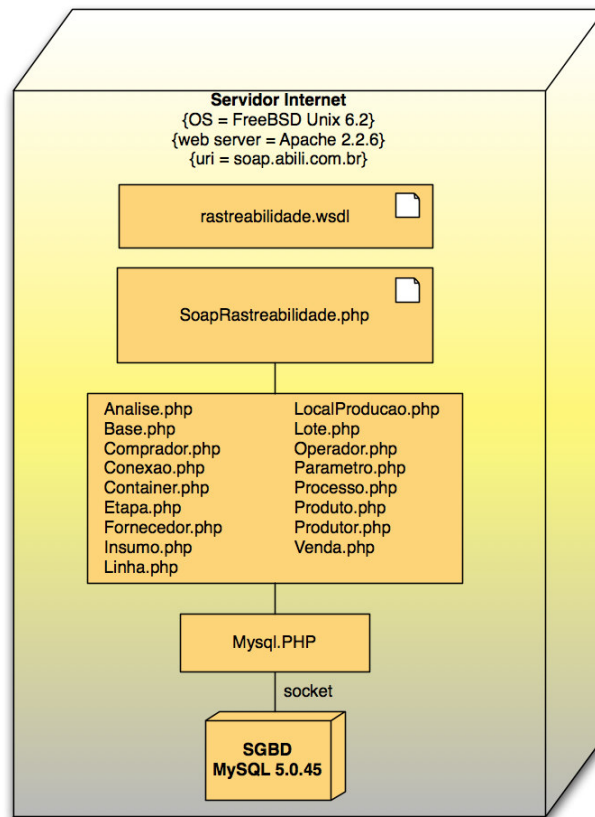 Servidor Internet
{OS = FreeBSD Unix 6.2}
{web server = Apache 2.2.6}
{uri = soap.abili.com.br}
rastreabilidade.wsdl
SoapRastreabilidade.php
Analise.php
Base.php
Comprador.php
Conexao.php
Container.php
Etapa.php
Fornecedor.php
Insumo.php
Linha.php
LocalProducao.php
Lote.php
Operador.php
Parametro.php
Processo.php
Produto.php
Produtor.php
Venda.php
Mysql.PHP
socket
SGBD
MySQL 5.0.45